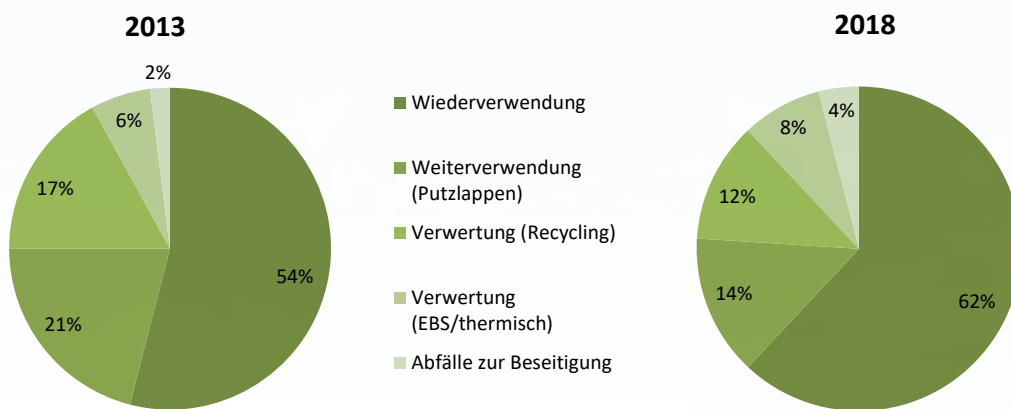 2013
2%
6%
17%
54%
21%
Wiederverwendung
Weiterverwendung
(Putzlappen)
Verwertung (Recycling)
Verwertung
(EBS/thermisch)
Abfälle zur Beseitigung
2018
4%
8%
12%
14%
62%